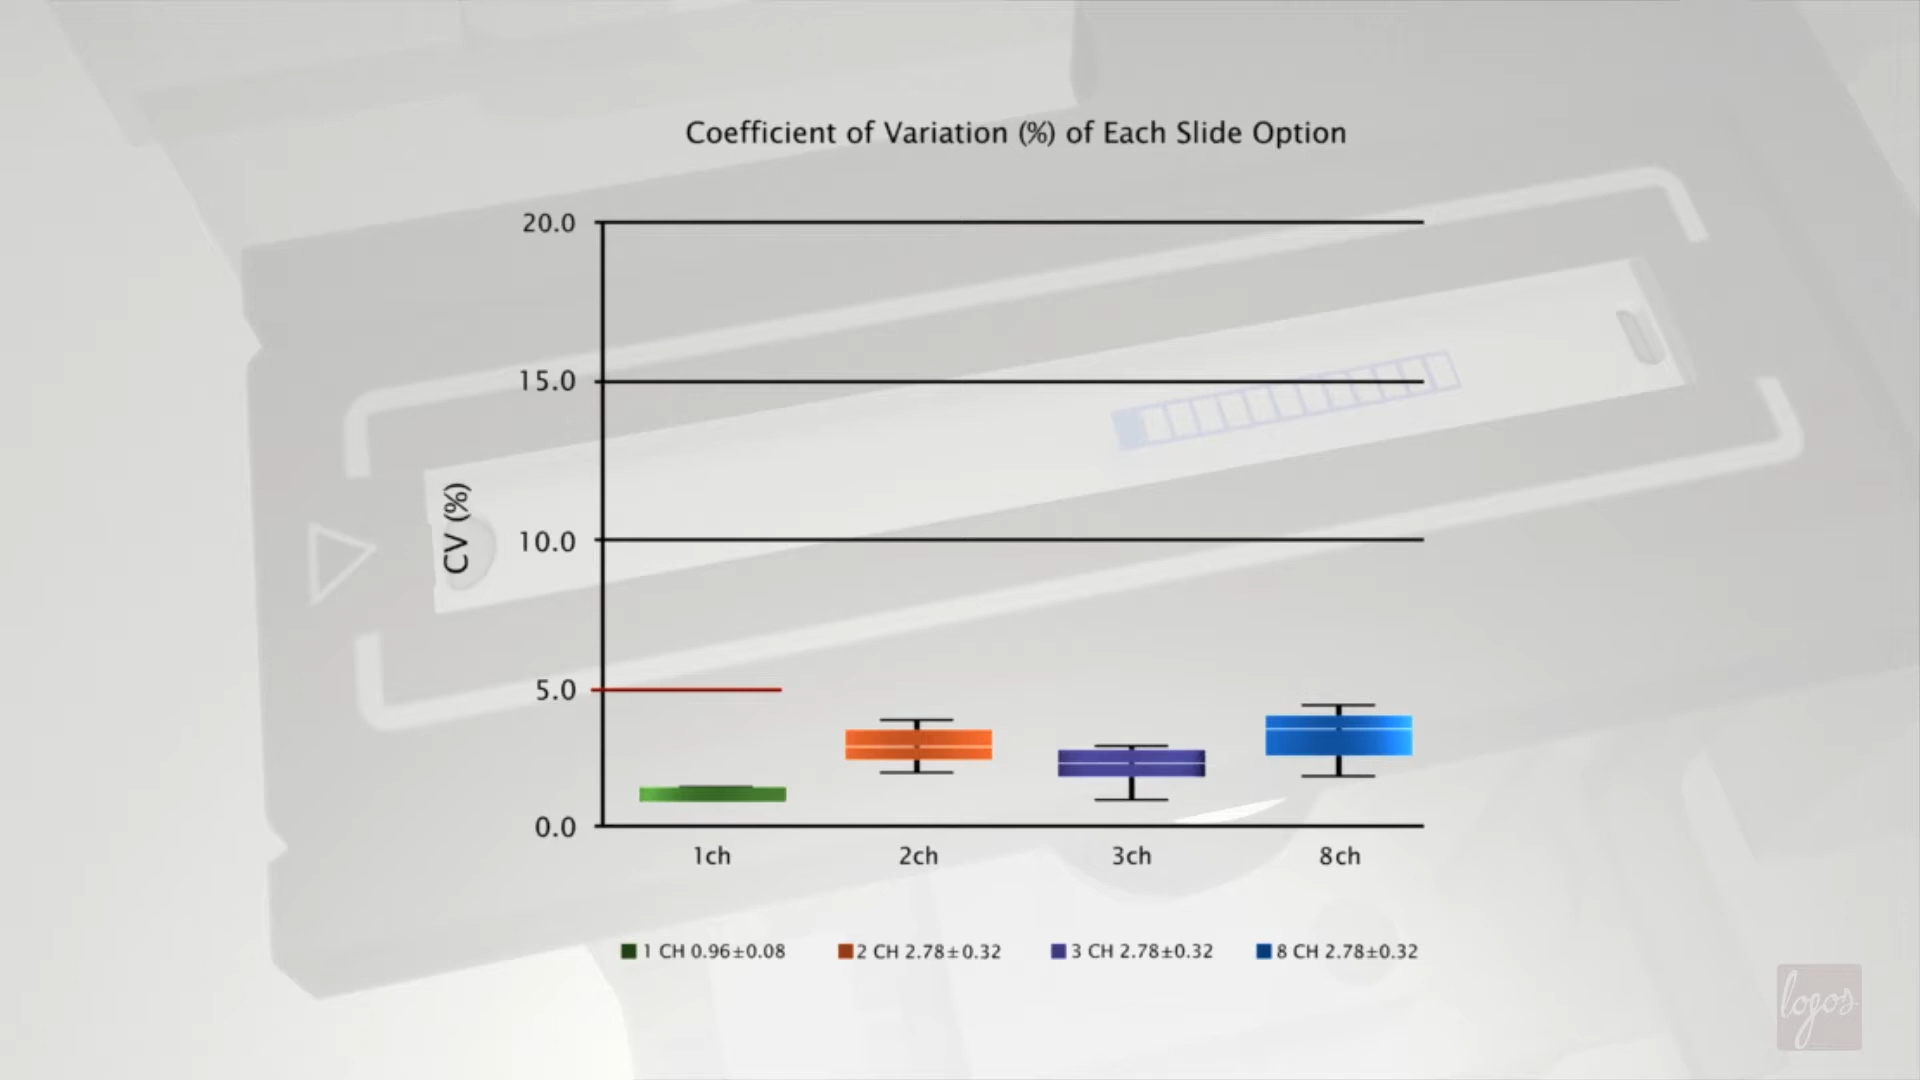 Coefficient of Variation (%) of Each Slide Option
20.0
15.0
CV (%)
10.0
5.0
0.0
1ch 2ch 3ch 8ch
1 CH 0.96±0.08 2 CH 2.78±0.32 3 CH 2.78±0.32 8 CH 2.78±0.32
logos